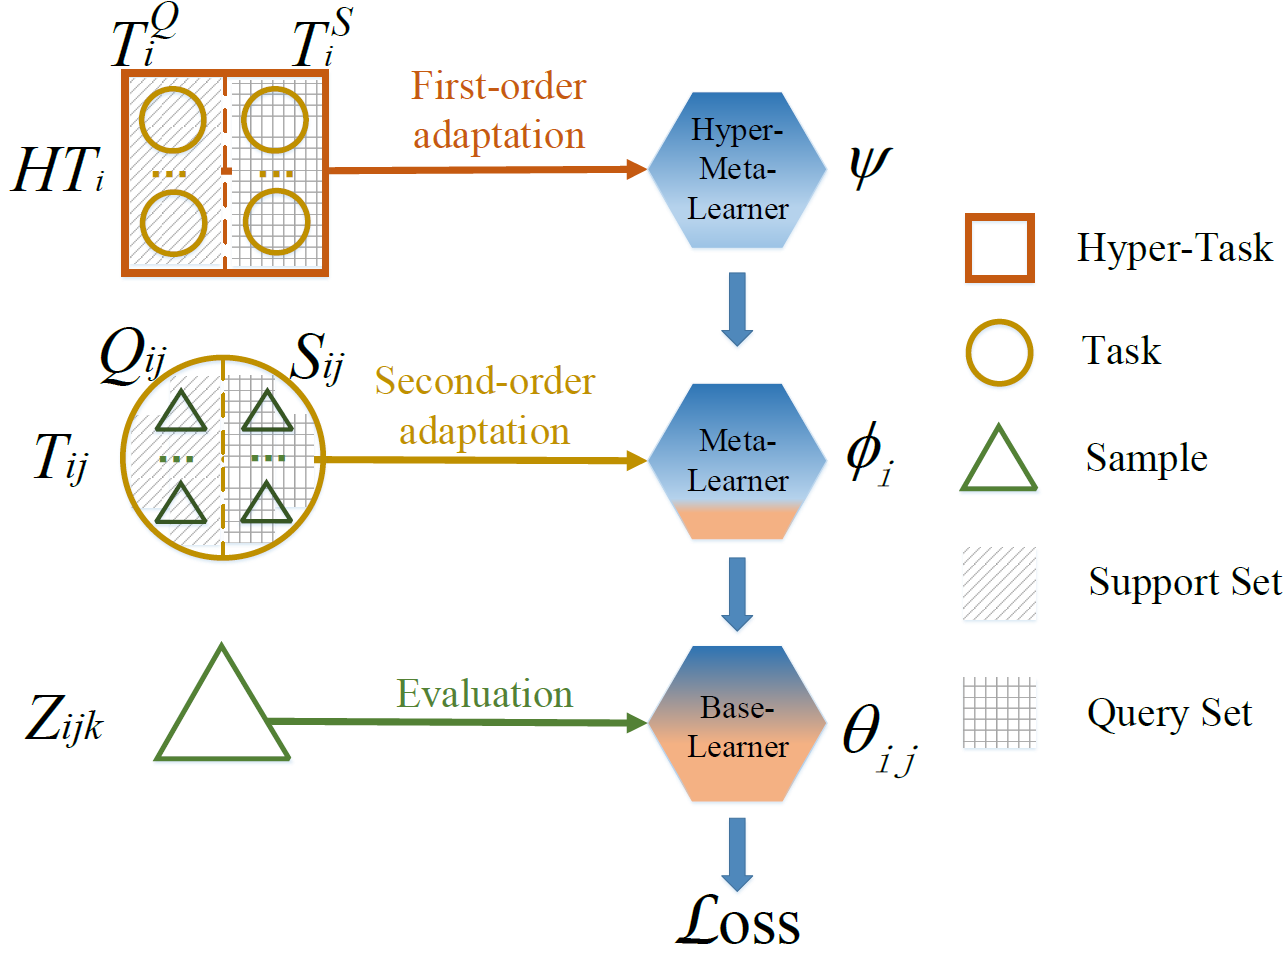 T_i^Q
T_i^S
HT_i
First-order
adaptation
Hyper-
Meta-
Learner
ψ
Hyper-Task
Task
Q_ij
S_ij
T_ij
Second-order
adaptation
Meta-
Learner
ϕ_i
Sample
Support Set
Z_ijk
Evaluation
Base-
Learner
θ_ij
Query Set
ℒoss